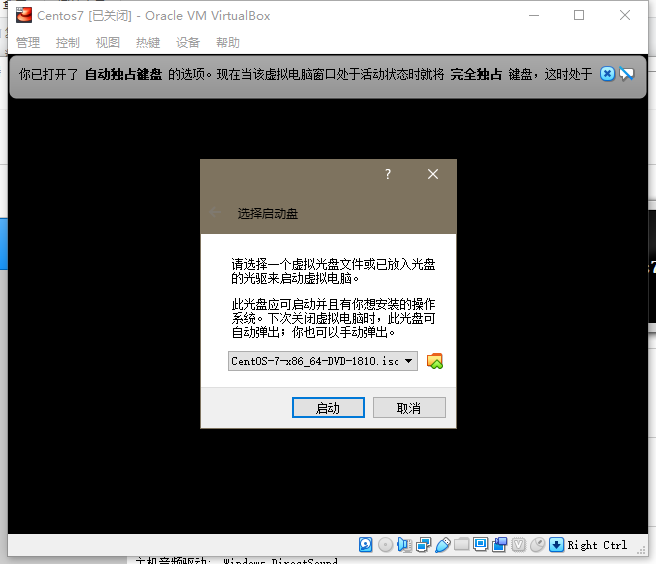 Centos7 [已关闭] - Oracle VM VirtualBox
管理 控制 视图 热键 设备 帮助
你已打开了 自动独占键盘 的选项。现在当该虚拟电脑窗口处于活动状态时就将 完全独占 键盘，这时处于
?
选择启动盘
请选择一个虚拟光盘文件或已放入光盘
的光驱来启动虚拟电脑。
此光盘应可启动并且有你想安装的操作
系统。下次关闭虚拟电脑时，此光盘可
自动弹出；你也可以手动弹出。
CentOS-7-x86_64-DVD-1810.iso
启动 取消
Right Ctrl
主机音频驱动: Windows DirectSound